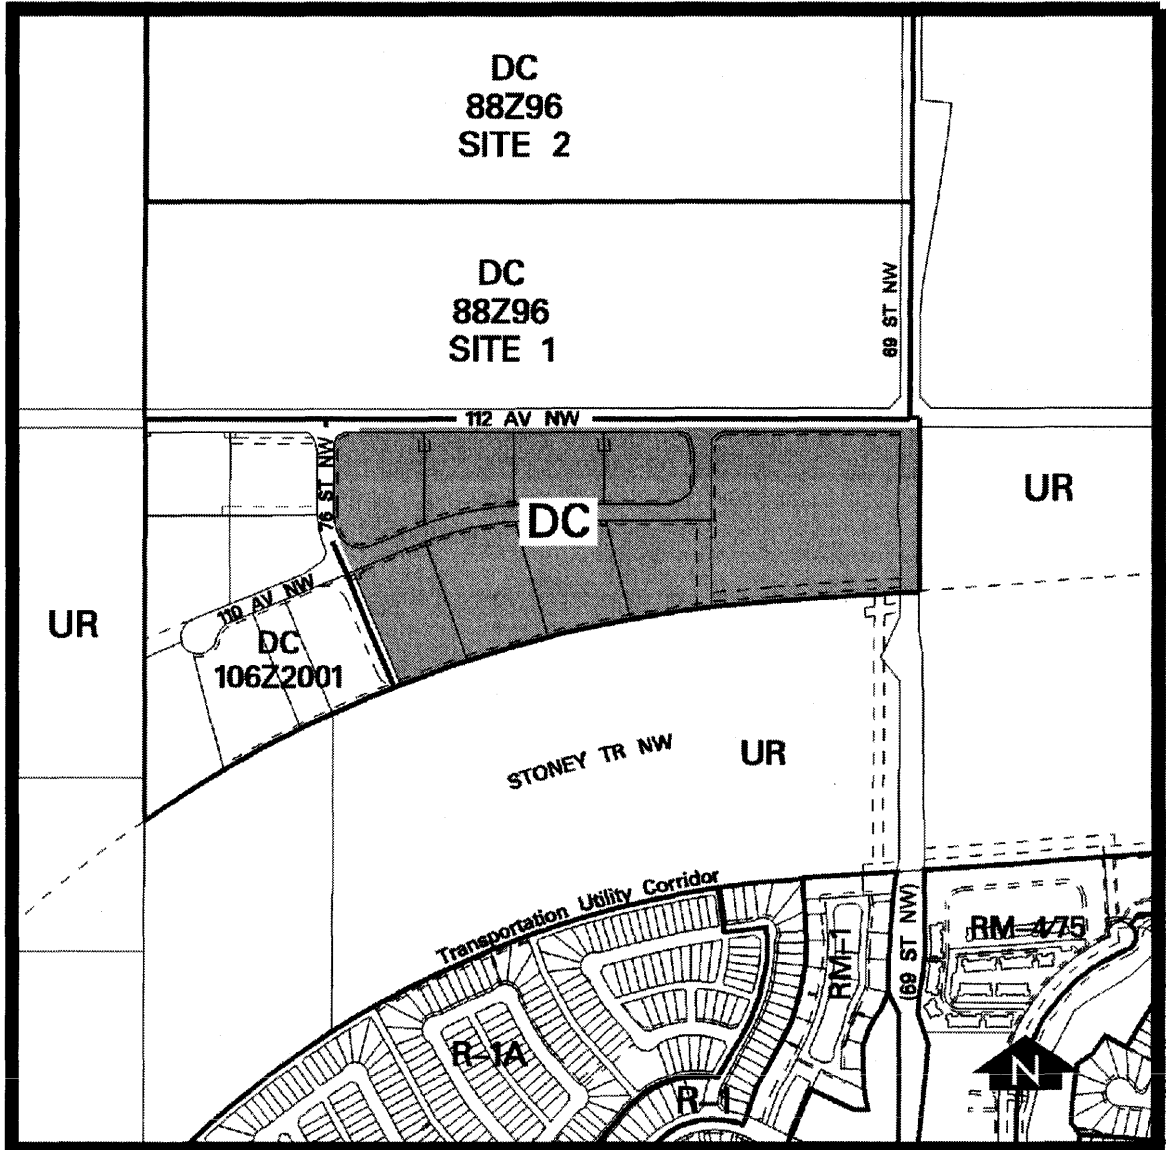 DC
88Z96
SITE 2
DC
88Z96
SITE 1
69 ST NW
112 AV NW
76 ST NW
DC
UR
110 AV NW
UR
DC
106Z2001
STONEY TR NW
UR
Transportation Utility Corridor
RM-1
(69 ST NW)
RM-4/75
R-1A
R-1
N